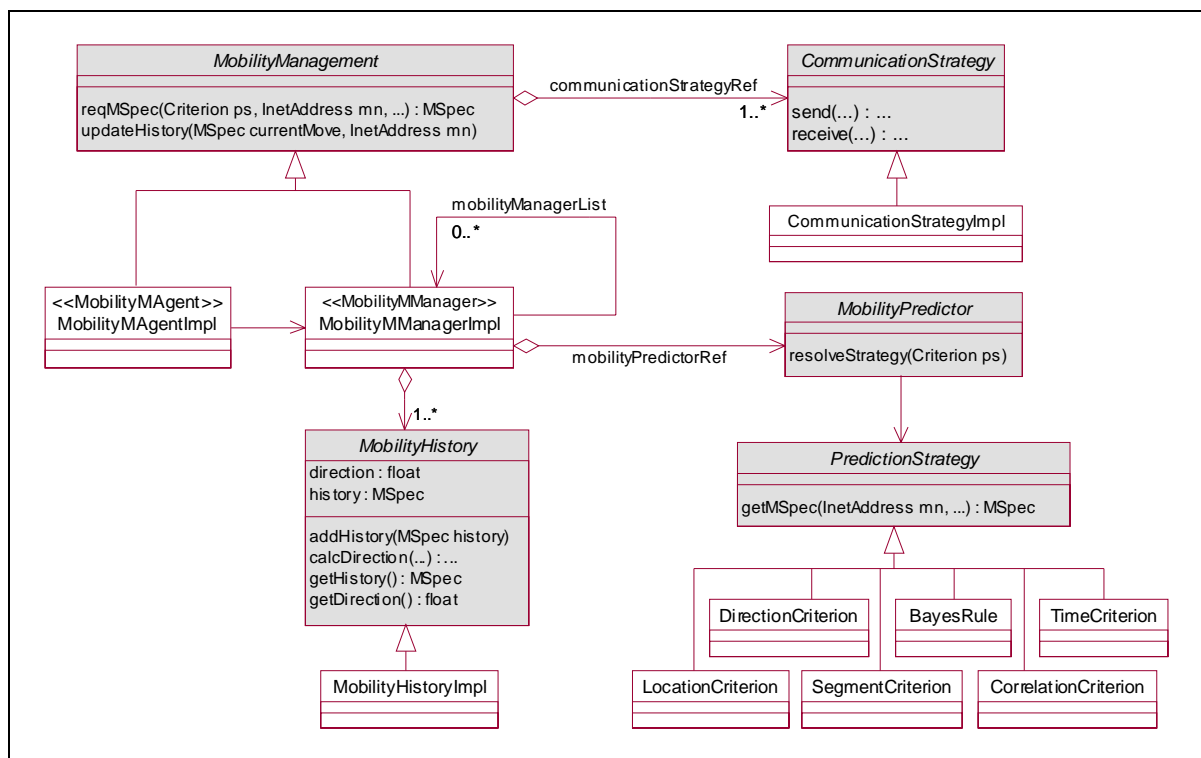 MobilityManagement
reqMSpec(Criterion ps, InetAddress mn, ...) : MSpec
updateHistory(MSpec currentMove, InetAddress mn)
communicationStrategyRef
1..*
CommunicationStrategy
send(...) : ...
receive(...) : ...
CommunicationStrategyImpl
mobilityManagerList
0..*
<<MobilityMAgent>>
MobilityMAgentImpl
<<MobilityMManager>>
MobilityMManagerImpl
mobilityPredictorRef
MobilityPredictor
resolveStrategy(Criterion ps)
1..*
MobilityHistory
direction : float
history : MSpec
addHistory(MSpec history)
calcDirection(...) : ...
getHistory() : MSpec
getDirection() : float
MobilityHistoryImpl
PredictionStrategy
getMSpec(InetAddress mn, ...) : MSpec
DirectionCriterion
BayesRule
TimeCriterion
LocationCriterion
SegmentCriterion
CorrelationCriterion